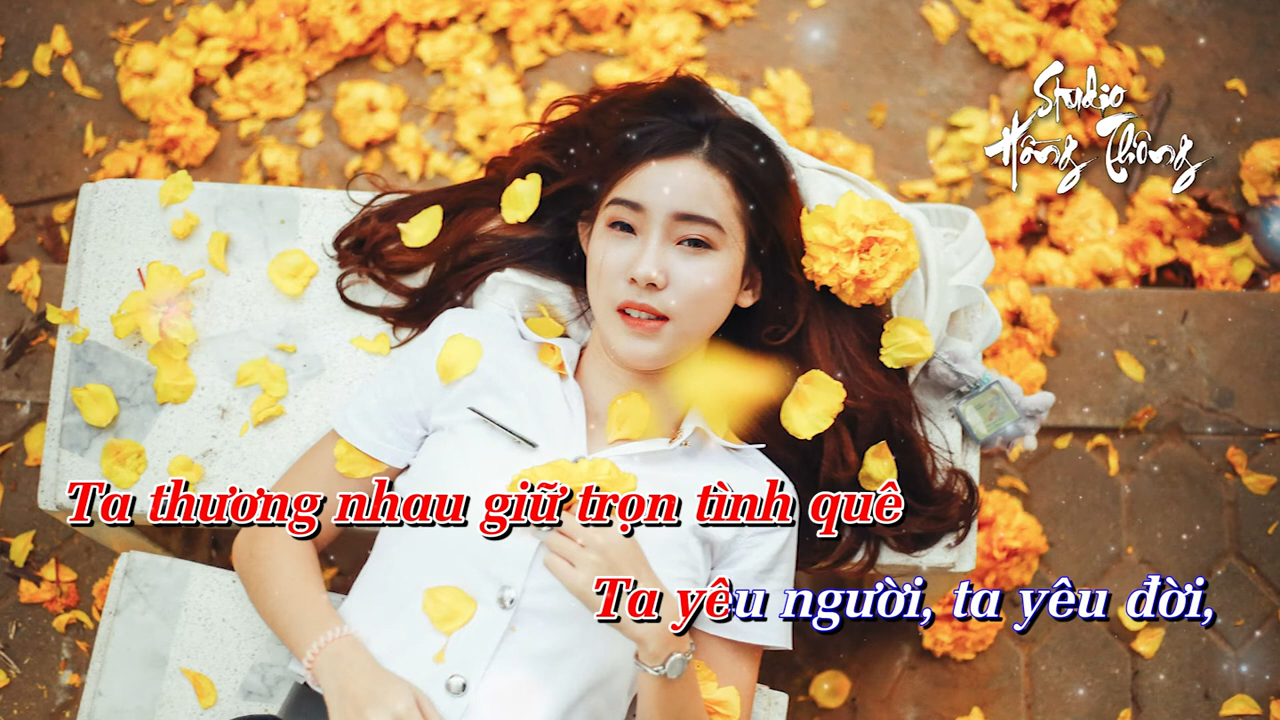 Studio
Hồng Thông
Ta thương nhau giữ trọn tình quê
Ta yêu người, ta yêu đời,